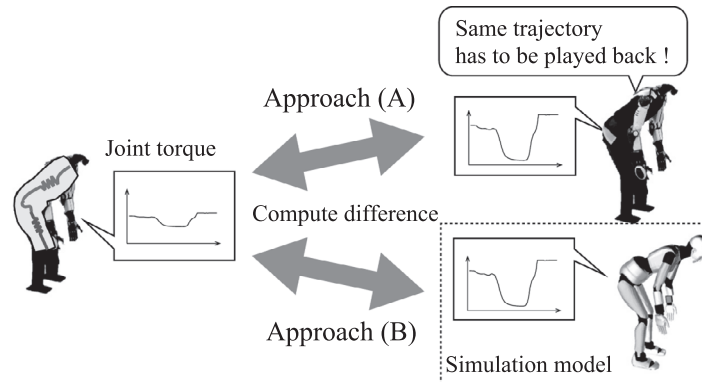 Same trajectory
has to be played back !
Approach (A)
Joint torque
Compute difference
Approach (B)
Simulation model